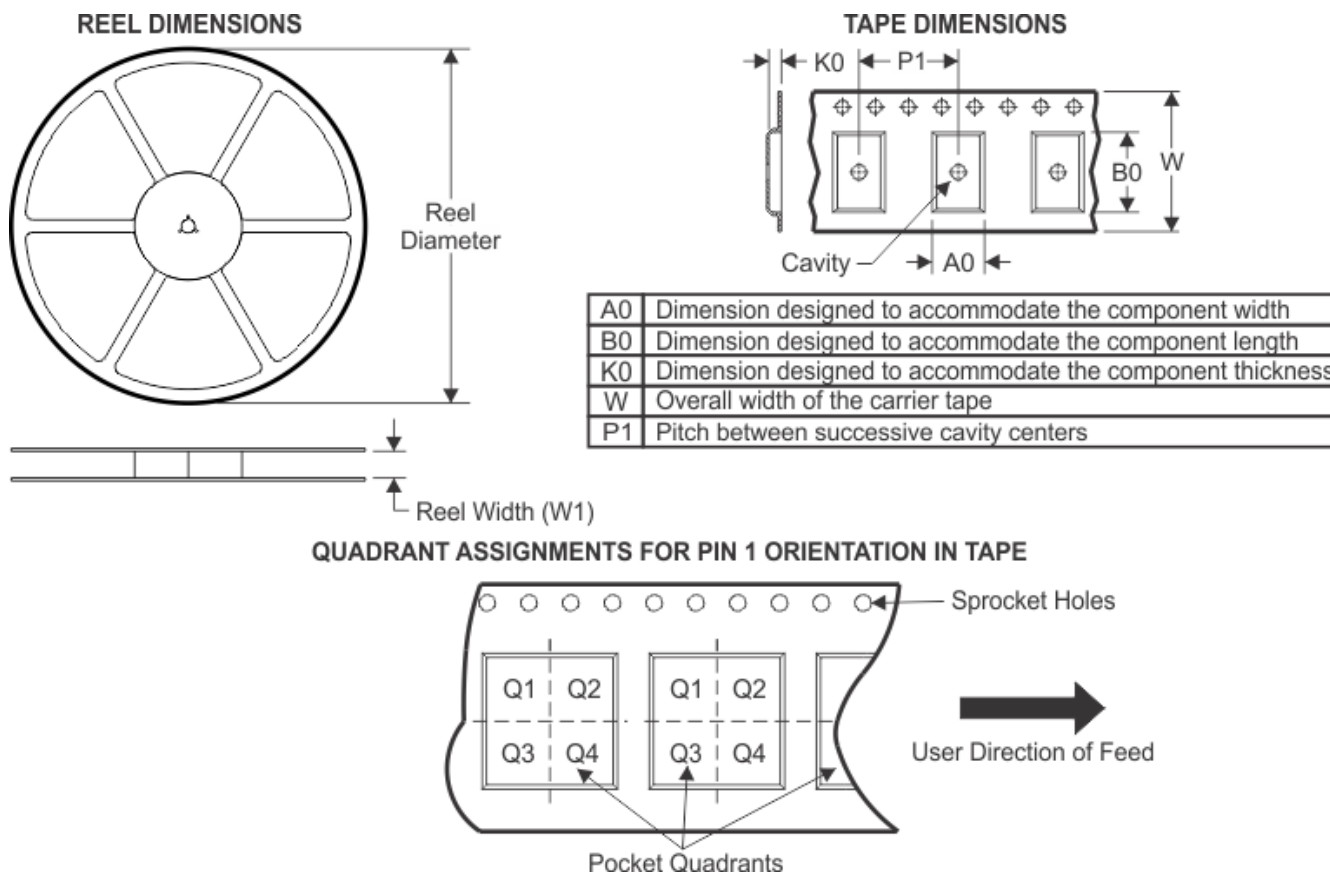 REEL DIMENSIONS
Reel
Diameter
Reel Width (W1)
TAPE DIMENSIONS
K0
P1
B0
W
Cavity
A0
A0 Dimension designed to accommodate the component width
B0 Dimension designed to accommodate the component length
K0 Dimension designed to accommodate the component thickness
W Overall width of the carrier tape
P1 Pitch between successive cavity centers
QUADRANT ASSIGNMENTS FOR PIN 1 ORIENTATION IN TAPE
Sprocket Holes
Q1 Q2 Q1 Q2
Q3 Q4 Q3 Q4
User Direction of Feed
Pocket Quadrants